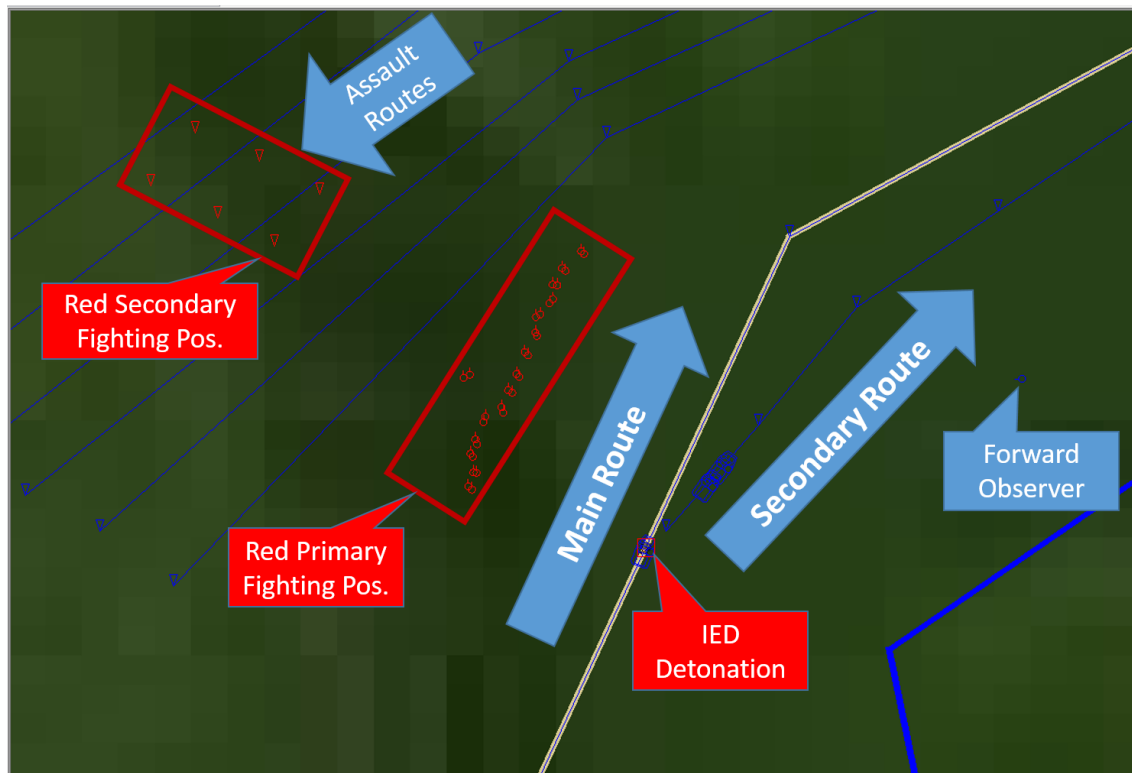 Assault
Routes
Red Secondary
Fighting Pos.
Main Route
Secondary Route
Forward
Observer
Red Primary
Fighting Pos.
IED
Detonation